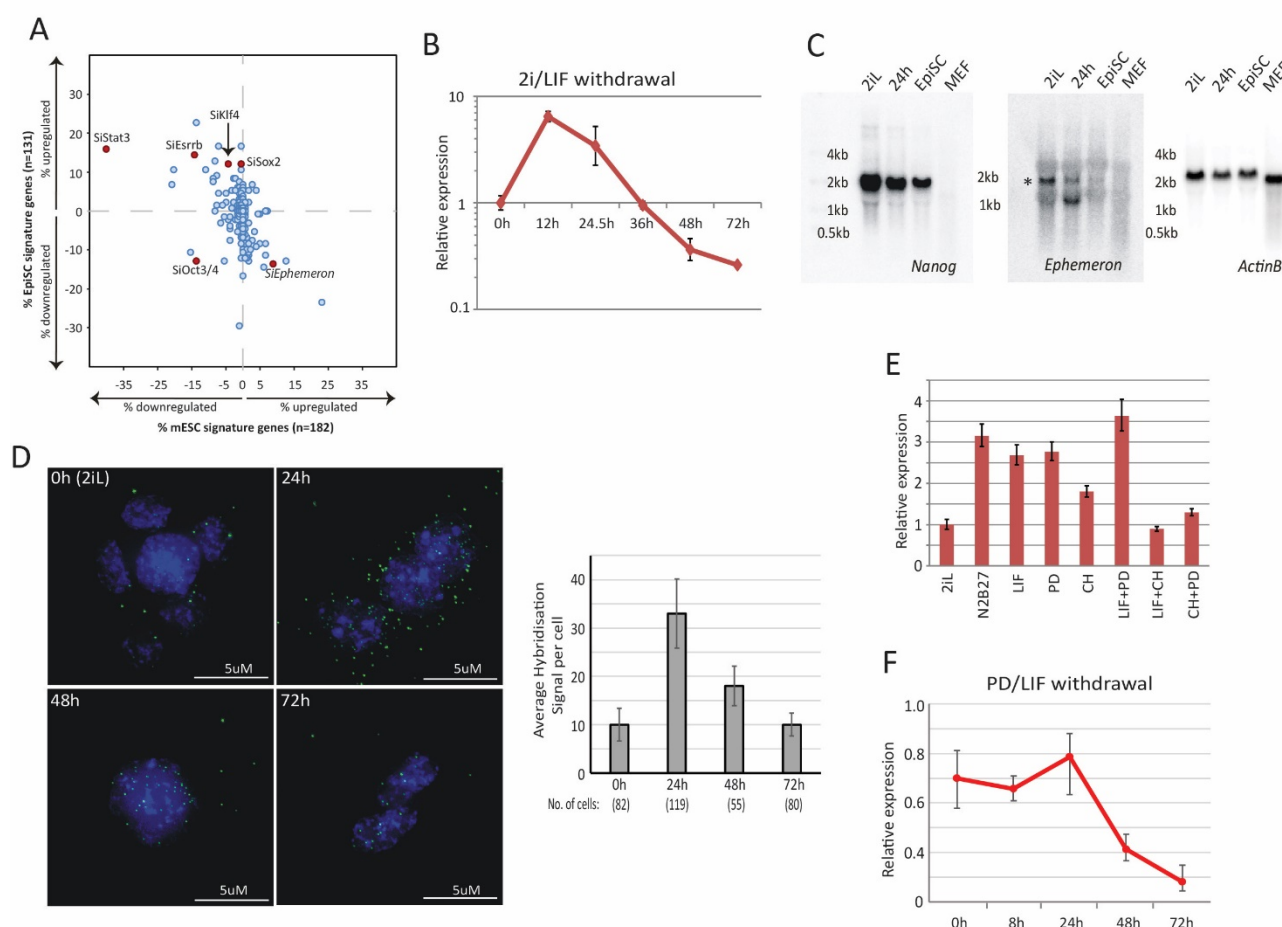 A
% EpiSC signature genes (n=131)
% upregulated
% downregulated
30
20
10
0
-10
-20
-30
SiStat3
SiEsrrb
SiKlf4
SiSox2
SiOct3/4
SiEphemeron
-35 -25 -15 -5 0 5 15 25 35
% downregulated % upregulated
% mESC signature genes (n=182)
B
2i/LIF withdrawal
Relative expression
10
1
0.1
0h 12h 24.5h 36h 48h 72h
C
2iL 24h EpiSC MEF
4kb
2kb
1kb
0.5kb
Nanog
2iL 24h EpiSC MEF
2kb
*
1kb
Ephemeron
2iL 24h EpiSC MEF
4kb
2kb
1kb
0.5kb
ActinB
D
0h (2iL)
5uM
24h
5uM
48h
5uM
72h
5uM
Average Hybridisation
Signal per cell
40
30
20
10
0
0h 24h 48h 72h
No. of cells: (82) (119) (55) (80)
E
Relative expression
4
3
2
1
0
2iL
N2B27
LIF
PD
CH
LIF+PD
LIF+CH
CH+PD
F
PD/LIF withdrawal
Relative expression
1.0
0.8
0.6
0.4
0
0h 8h 24h 48h 72h